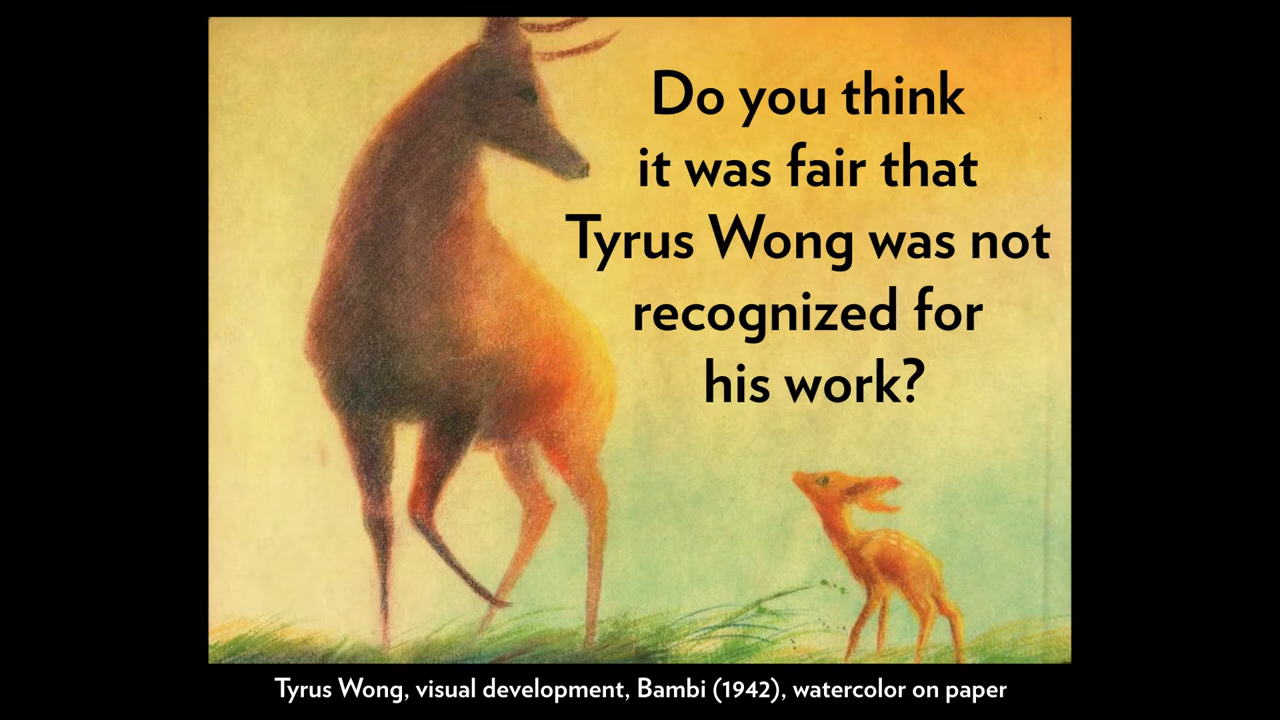 Do you think
it was fair that
Tyrus Wong was not
recognized for
his work?
Tyrus Wong, visual development, Bambi (1942), watercolor on paper